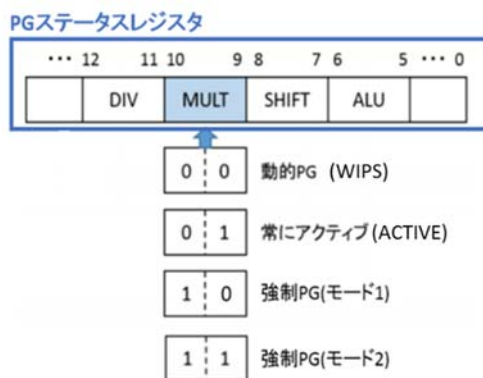 PGステータスレジスタ
··· 12 11 10 9 8 7 6 5 ··· 0
DIV MULT SHIFT ALU
0 0 動的PG (WIPS)
0 1 常にアクティブ(ACTIVE)
1 0 強制PG(モード1)
1 1 強制PG(モード2)